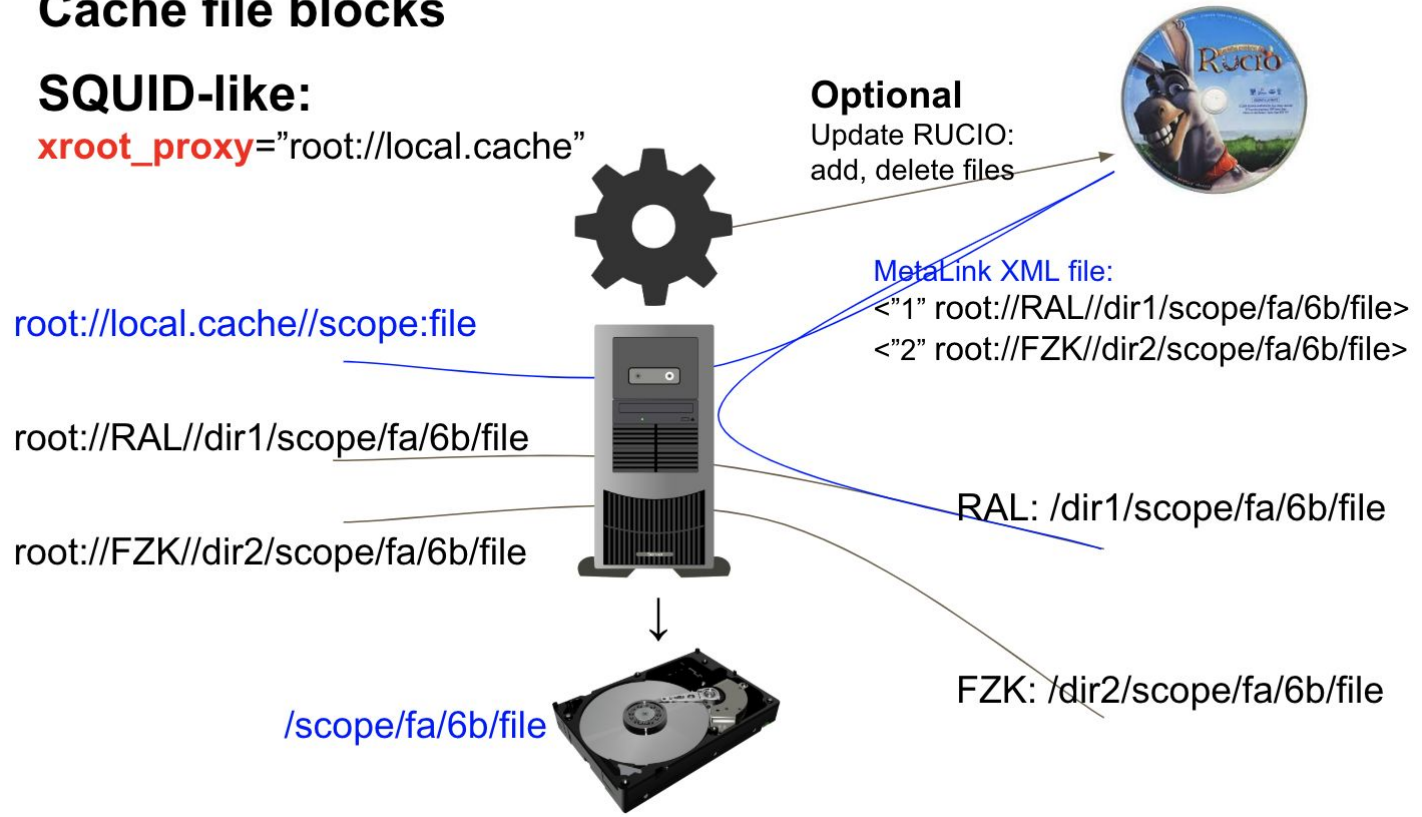 Cache file blocks
SQUID-like:
xroot_proxy=”root://local.cache”
Optional
Update RUCIO:
add, delete files
Rucio
MetaLink XML file:
<”1” root://RAL//dir1/scope/fa/6b/file>
<”2” root://FZK//dir2/scope/fa/6b/file>
root://local.cache//scope:file
root://RAL//dir1/scope/fa/6b/file
root://FZK//dir2/scope/fa/6b/file
RAL: /dir1/scope/fa/6b/file
FZK: /dir2/scope/fa/6b/file
/scope/fa/6b/file